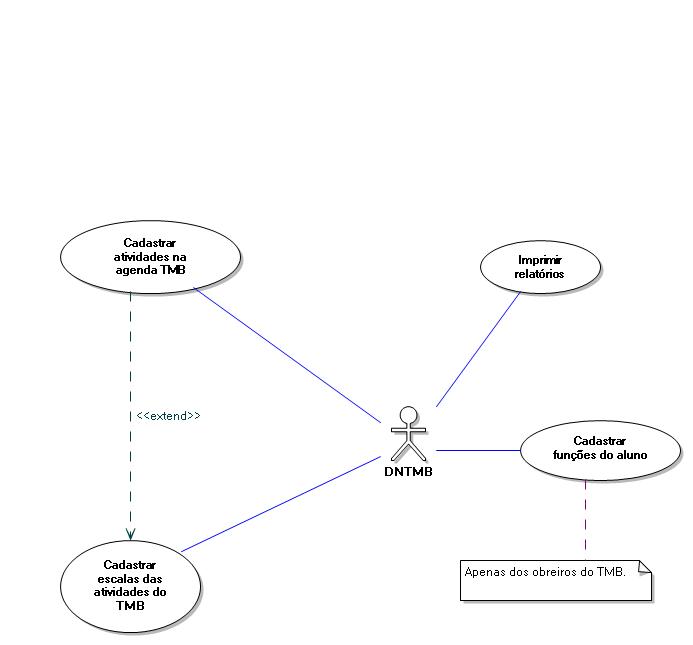 Cadastrar
atividades na
agenda TMB
Imprimir
relatórios
<<extend>>
DNTMB
Cadastrar
funções do aluno
Cadastrar
escalas das
atividades do
TMB
Apenas dos obreiros do TMB.